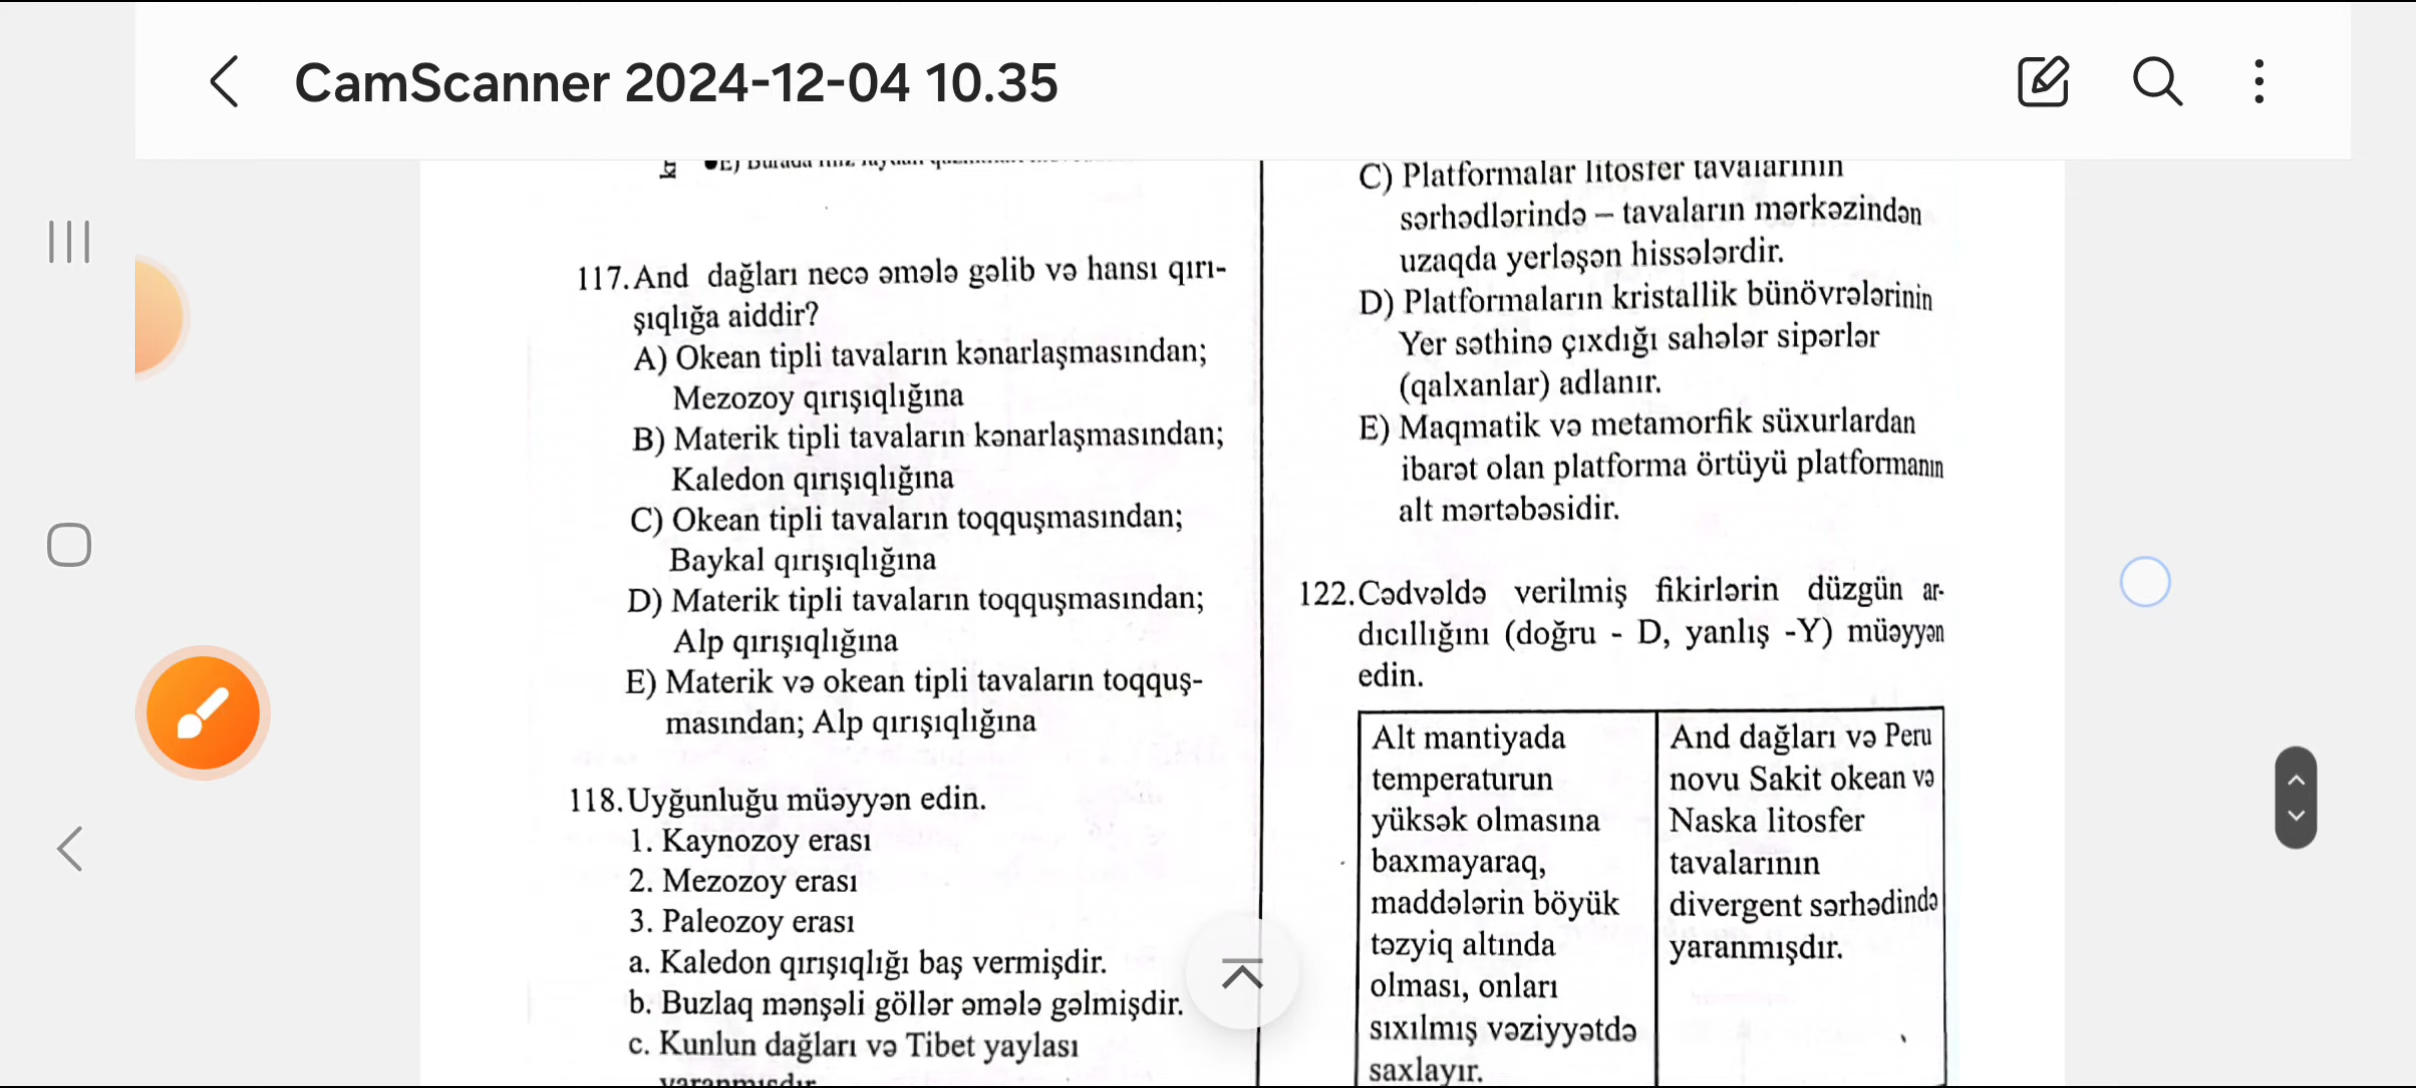 CamScanner 2024-12-04 10.35
117. And dağları necə əmələ gəlib və hansı qırı-
şıqlığa aiddir?
A) Okean tipli tavaların kənarlaşmasından;
Mezozoy qırışıqlığına
B) Materik tipli tavaların kənarlaşmasından;
Kaledon qırışıqlığına
C) Okean tipli tavaların toqquşmasından;
Baykal qırışıqlığına
D) Materik tipli tavaların toqquşmasından;
Alp qırışıqlığına
E) Materik və okean tipli tavaların toqquş-
masından; Alp qırışıqlığına
118. Uyğunluğu müəyyən edin.
1. Kaynozoy erası
2. Mezozoy erası
3. Paleozoy erası
a. Kaledon qırışıqlığı baş vermişdir.
b. Buzlaq mənşəli göllər əmələ gəlmişdir.
c. Kunlun dağları və Tibet yaylası
yaranmışdır
C) Platformalar litosfer tavalarının
sərhədlərində – tavaların mərkəzindən
uzaqda yerləşən hissələrdir.
D) Platformaların kristallik bünövrələrinin
Yer səthinə çıxdığı sahələr sipərlər
(qalxanlar) adlanır.
E) Maqmatik və metamorfik süxurlardan
ibarət olan platforma örtüyü platformanın
alt mərtəbəsidir.
122. Cədvəldə verilmiş fikirlərin düzgün ar-
dıcıllığını (doğru - D, yanlış -Y) müəyyən
edin.
Alt mantiyada
temperaturun
yüksək olmasına
baxmayaraq,
maddələrin böyük
təzyiq altında
olması, onları
sıxılmış vəziyyətdə
saxlayır.
And dağları və Peru
novu Sakit okean və
Naska litosfer
tavalarının
divergent sərhədində
yaranmışdır.